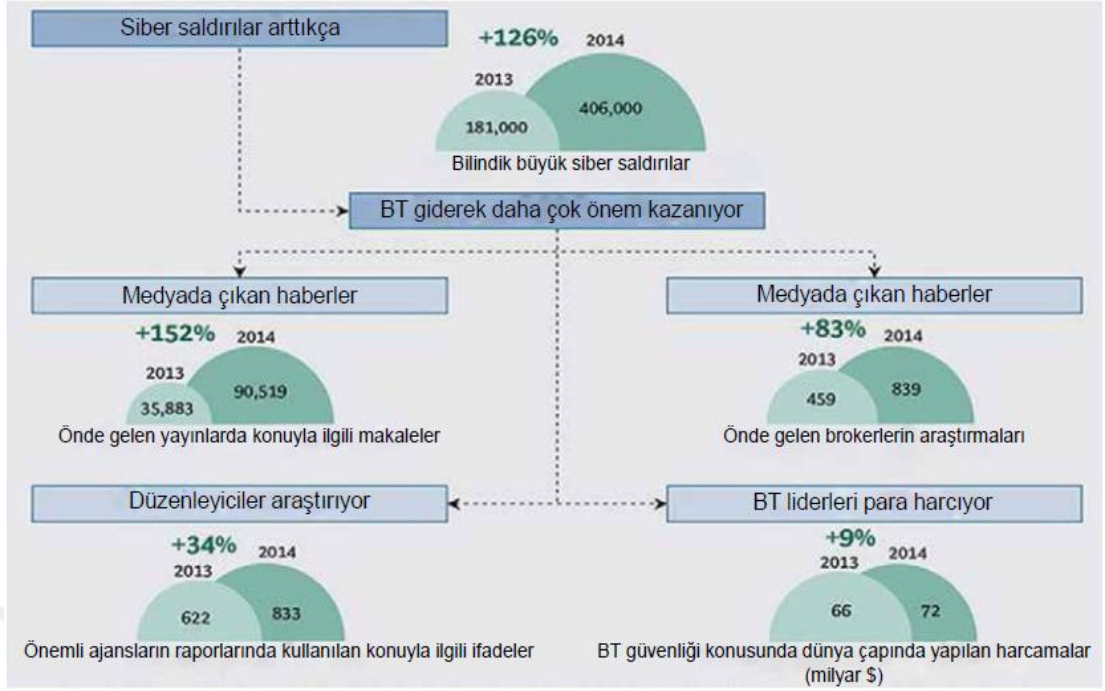 Siber saldırılar arttıkça
+126%
2014
2013
406,000
181,000
Bilindik büyük siber saldırılar
BT giderek daha çok önem kazanıyor
Medyada çıkan haberler
+152%
2014
2013
90,519
35,883
Önde gelen yayınlarda konuyla ilgili makaleler
Medyada çıkan haberler
+83%
2014
2013
459
839
Önde gelen brokerlerin araştırmaları
Düzenleyiciler araştırıyor
+34%
2014
2013
622
833
Önemli ajansların raporlarında kullanılan konuyla ilgili ifadeler
BT liderleri para harcıyor
+9%
2014
2013
66
72
BT güvenliği konusunda dünya çapında yapılan harcamalar
(milyar $)